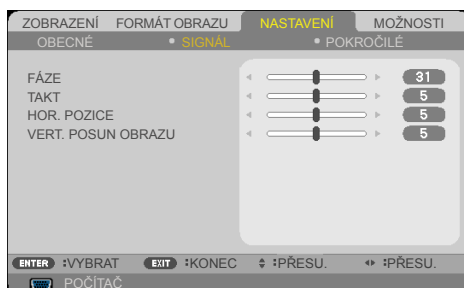 ZOBRAZENÍ FORMÁT OBRAZU NASTAVENÍ MOŽNOSTI
OBECNÉ • SIGNÁL • POKROČILÉ
FÁZE 31
TAKT 5
HOR. POZICE 5
VERT. POSUN OBRAZU 5
ENTER :VYBRAT EXIT :KONEC :PŘESU. :PŘESU.
POČÍTAČ